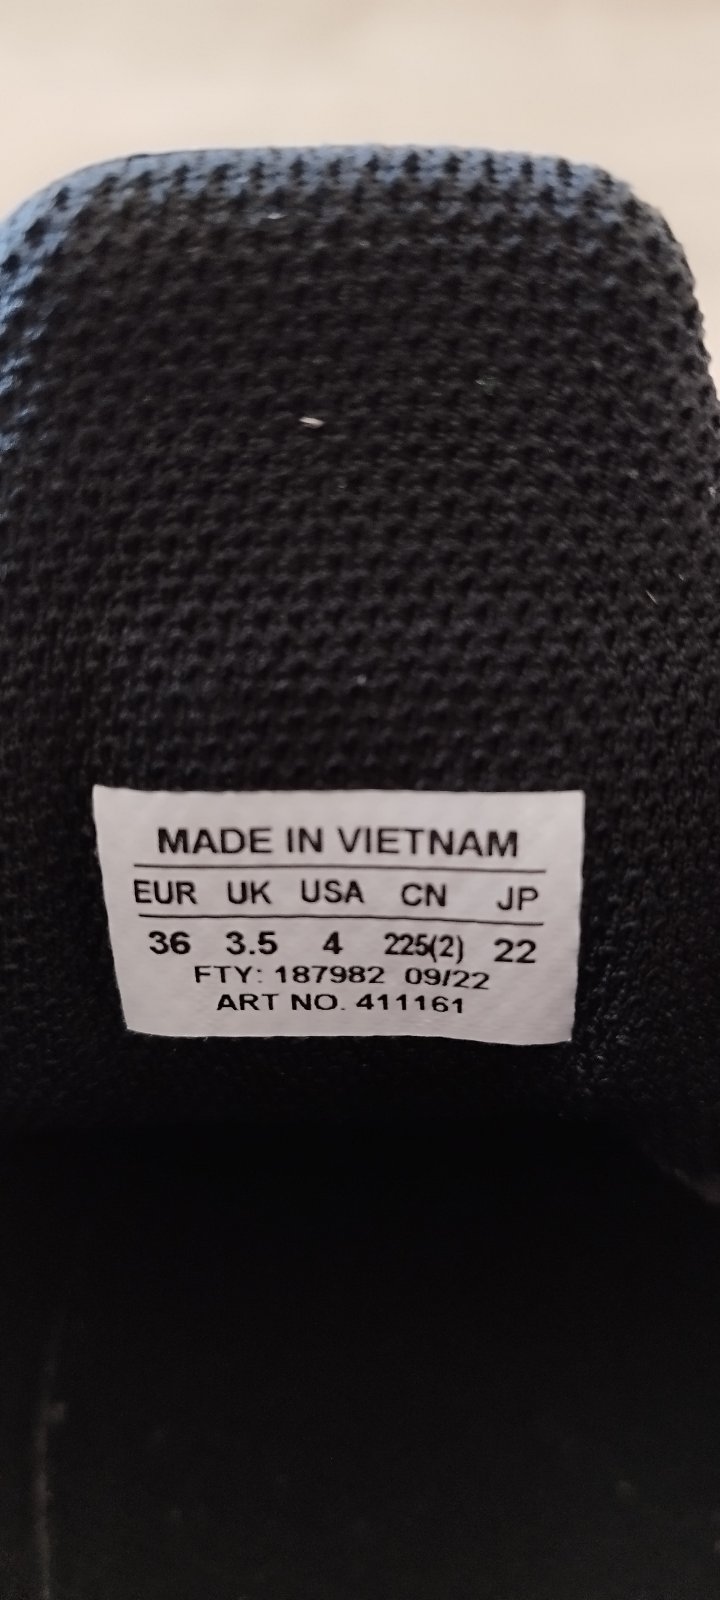 MADE IN VIETNAM
EUR UK USA CN JP
36 3.5 4 225(2) 22
FTY: 187982 09/22
ART NO. 411161